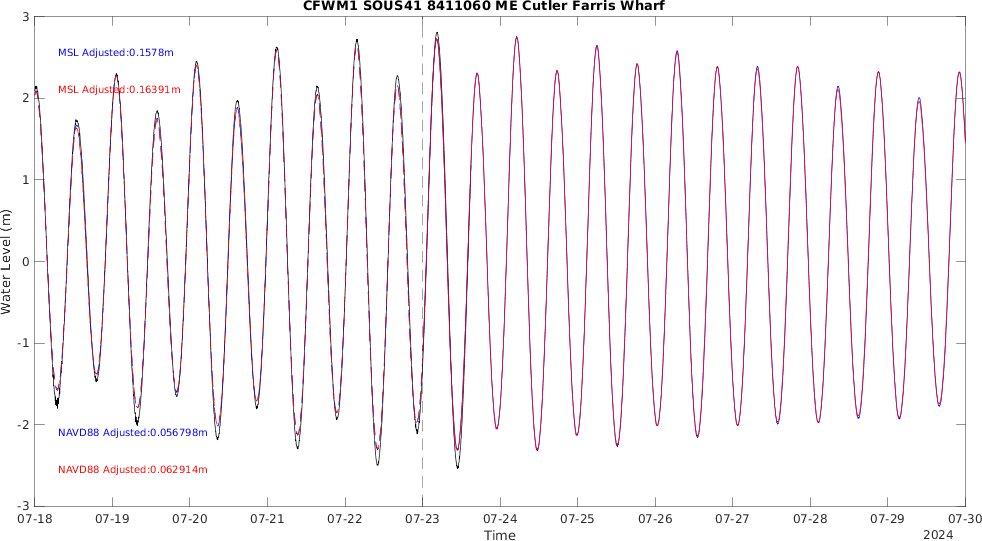 CFWM1 SOUS41 8411060 ME Cutler Farris Wharf
3
MSL Adjusted:0.1578m
MSL Adjusted:0.16391m
2
1
Water Level (m)
0
-1
-2
NAVD88 Adjusted:0.056798m
NAVD88 Adjusted:0.062914m
-3
07-18 07-19 07-20 07-21 07-22 07-23 07-24 07-25 07-26 07-27 07-28 07-29 07-30
Time
2024